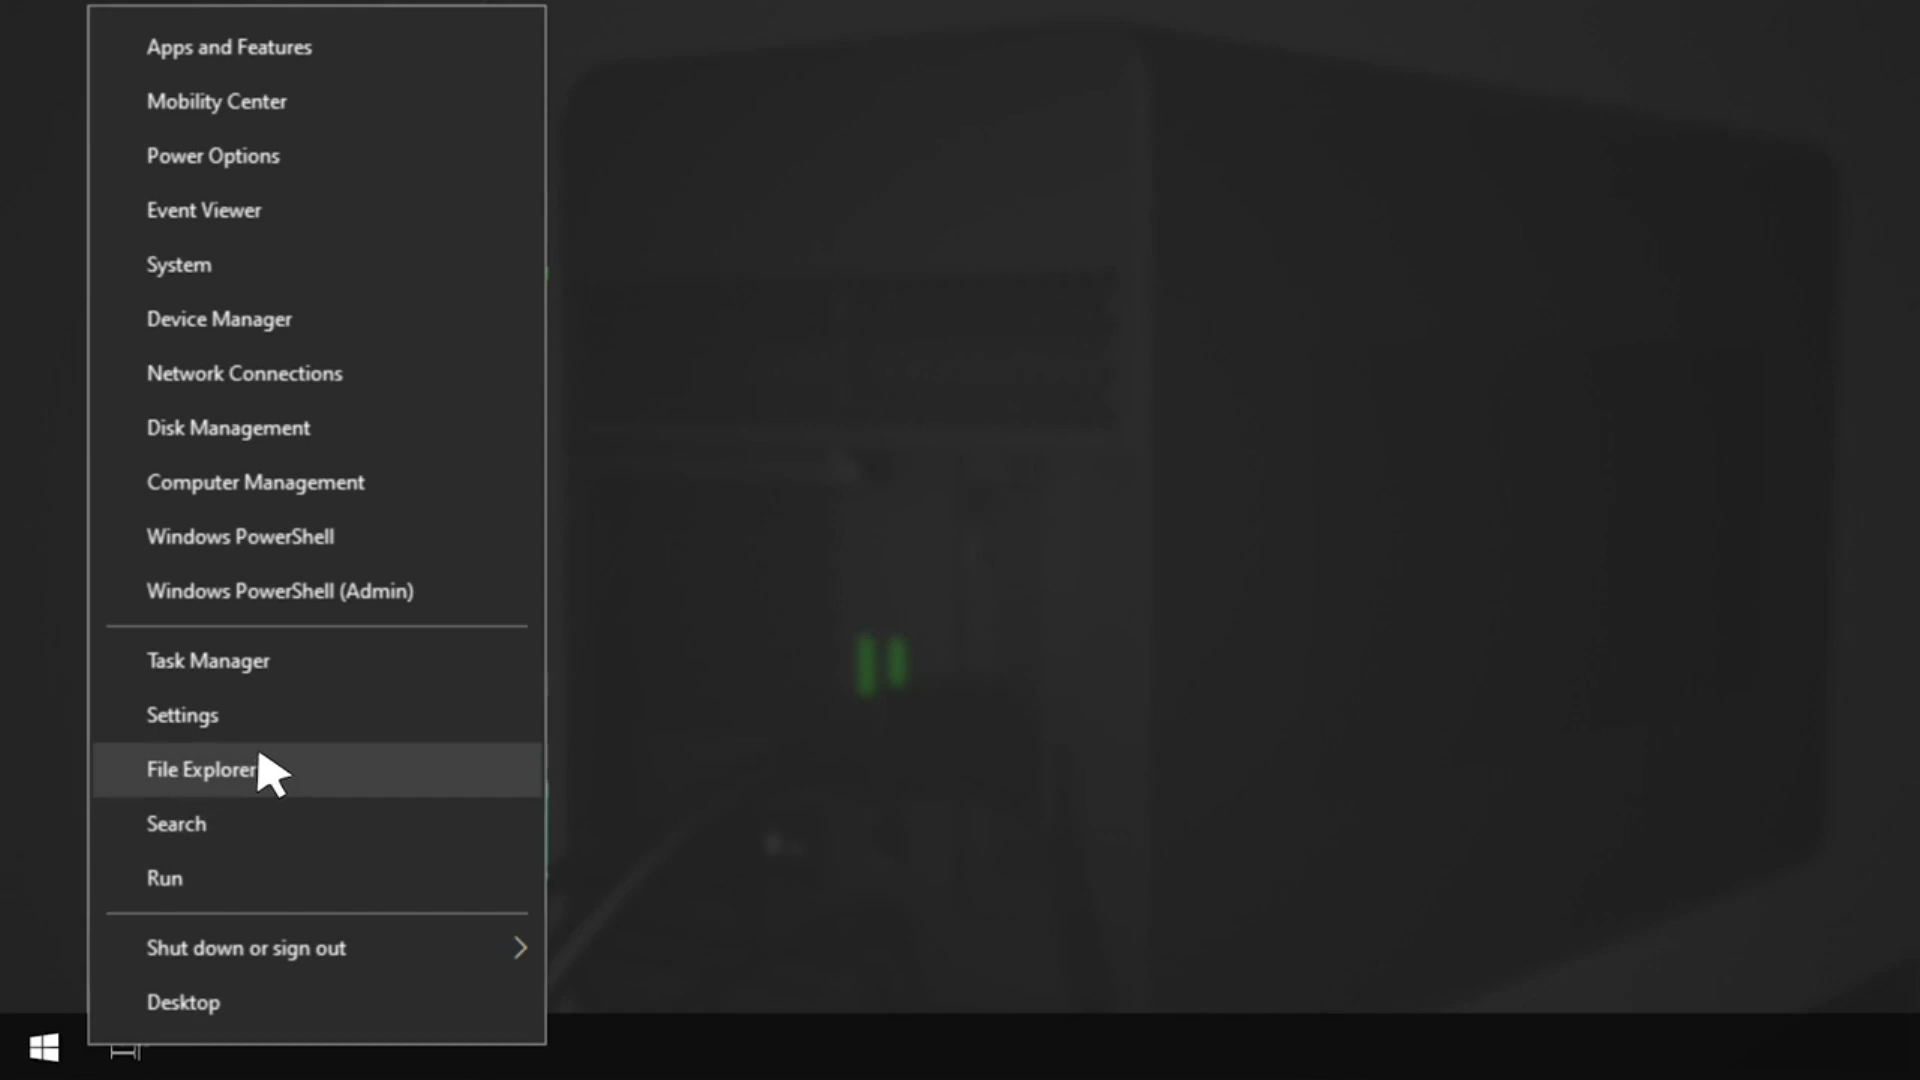 Apps and Features
Mobility Center
Power Options
Event Viewer
System
Device Manager
Network Connections
Disk Management
Computer Management
Windows PowerShell
Windows PowerShell (Admin)
Task Manager
Settings
File Explorer
Search
Run
Shut down or sign out
Desktop